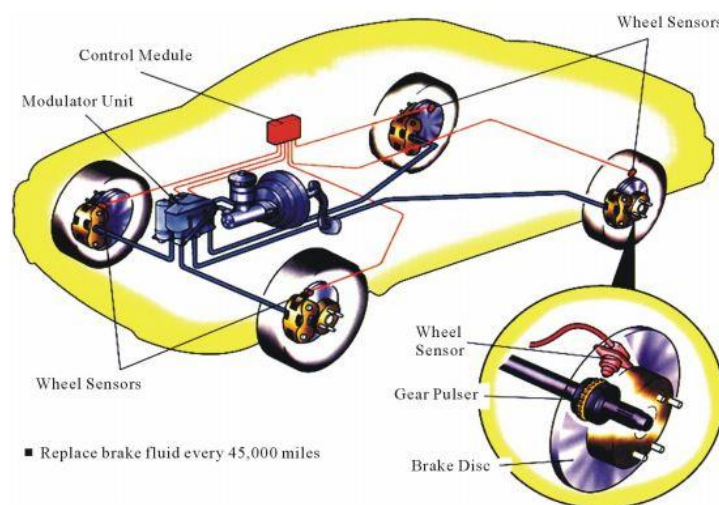 Wheel Sensors
Control Medule
Modulator Unit
Wheel
Sensor
Gear Pulser
Wheel Sensors
■ Replace brake fluid every 45,000 miles
Brake Disc